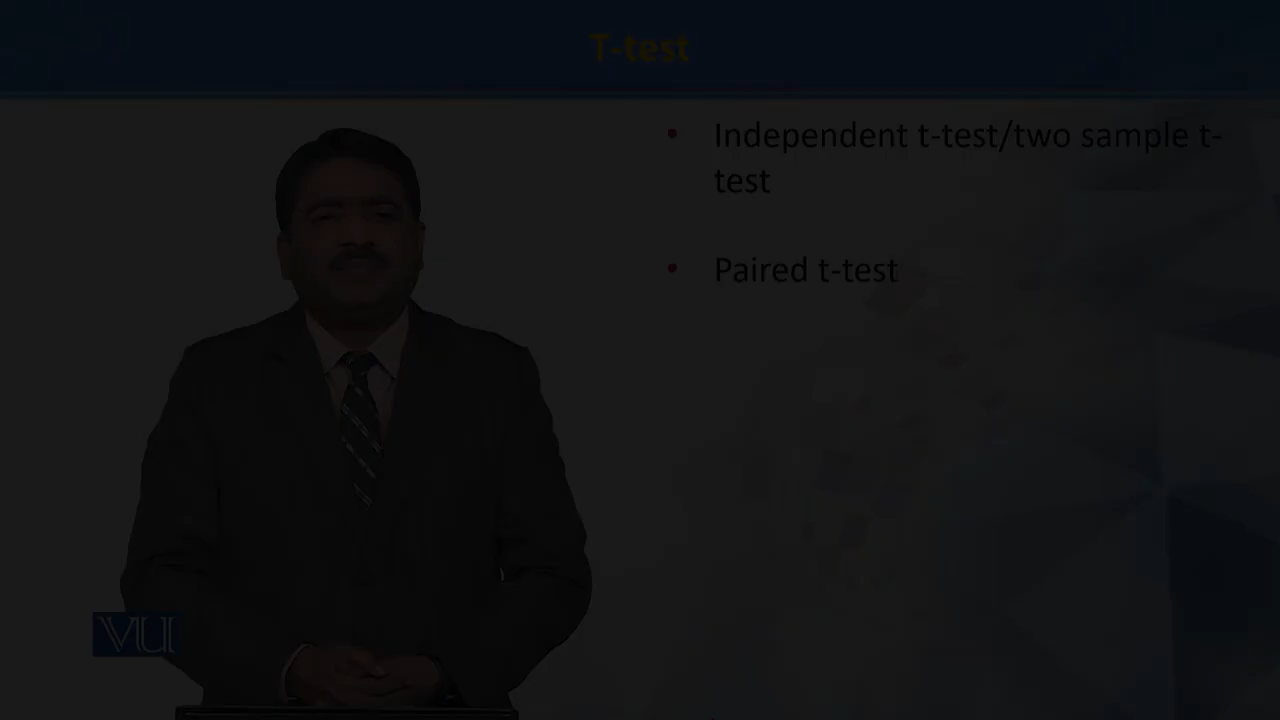 T-test
• Independent t-test/two sample t-
test
• Paired t-test
VU